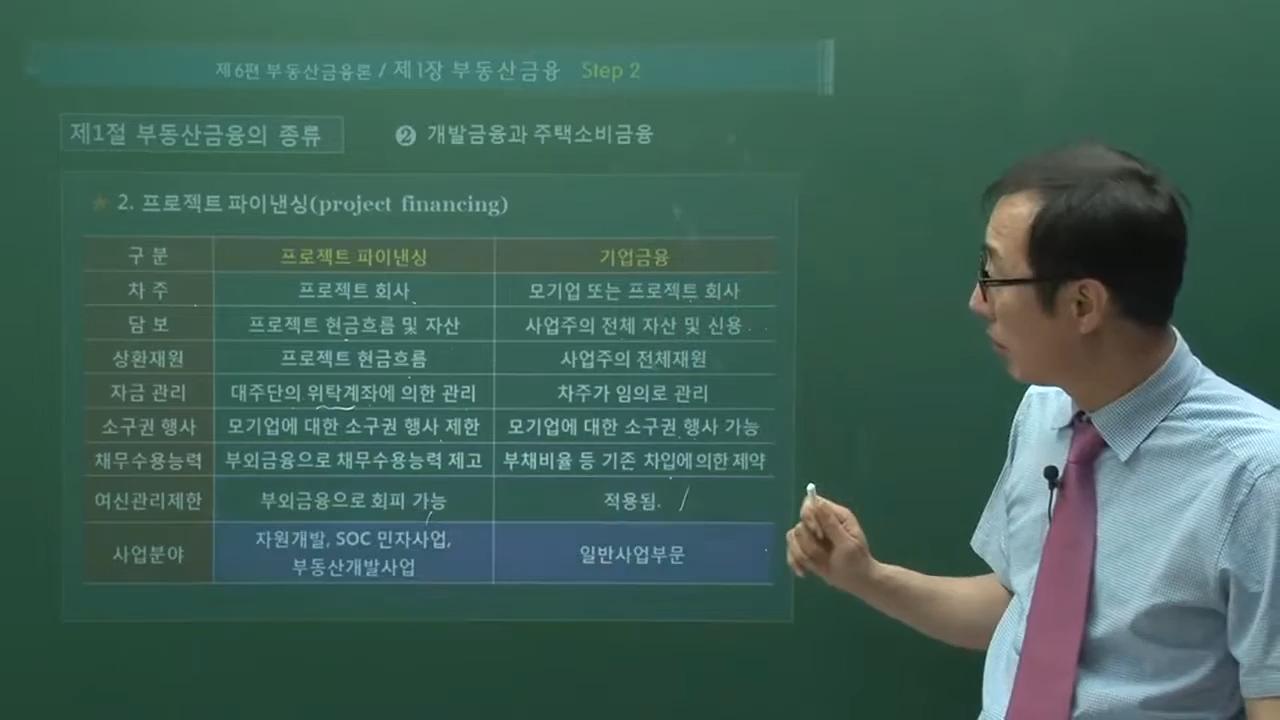 제6편 부동산금융론 / 제1장 부동산금융 Step 2
제1절 부동산금융의 종류
❷ 개발금융과 주택소비금융
★ 2. 프로젝트 파이낸싱(project financing)
구 분 프로젝트 파이낸싱 기업금융
차 주 프로젝트 회사 모기업 또는 프로젝트 회사
담 보 프로젝트 현금흐름 및 자산 사업주의 전체 자산 및 신용
상환재원 프로젝트 현금흐름 사업주의 전체재원
자금 관리 대주단의 위탁계좌에 의한 관리 차주가 임의로 관리
소구권 행사 모기업에 대한 소구권 행사 제한 모기업에 대한 소구권 행사 가능
채무수용능력 부외금융으로 채무수용능력 제고 부채비율 등 기존 차입에 의한 제약
여신관리제한 부외금융으로 회피 가능 적용됨.
사업분야 자원개발, SOC 민자사업, 일반사업부문
부동산개발사업